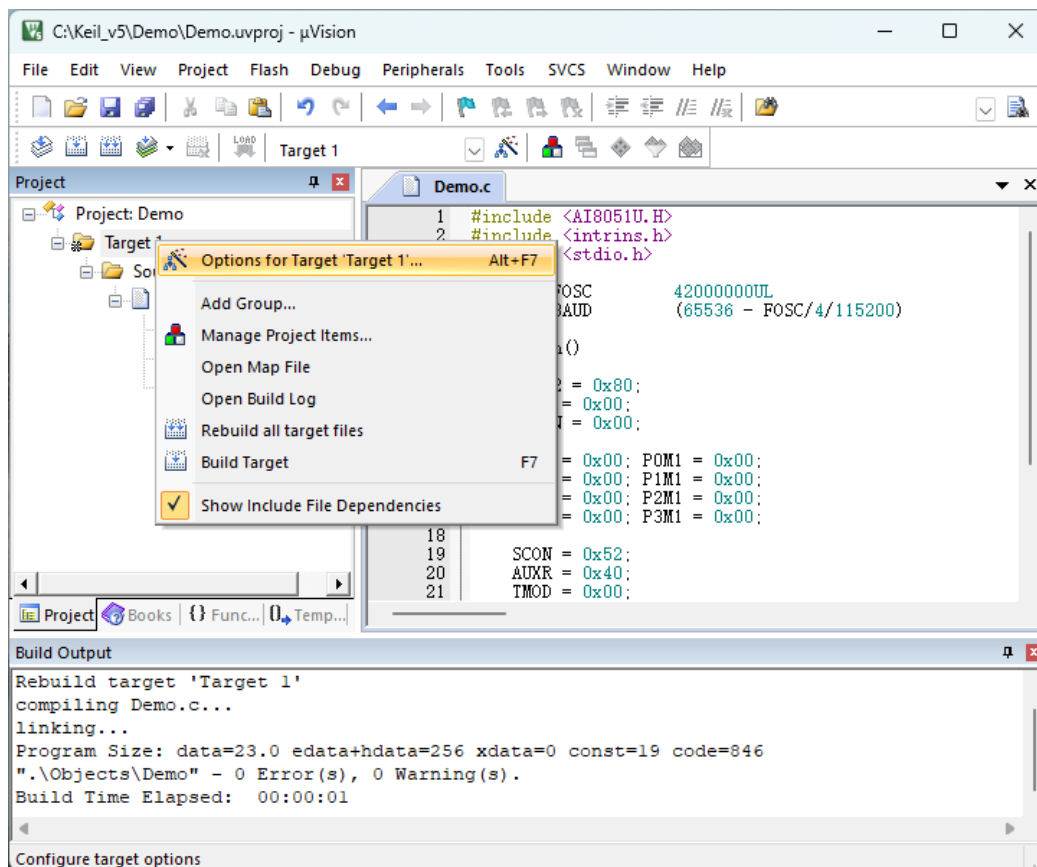 C:\Keil_v5\Demo\Demo.uvproj - µVision
File Edit View Project Flash Debug Peripherals Tools SVCS Window Help
LOAD Target 1
Project
Project: Demo
Target
Sou
Options for Target 'Target 1'... Alt+F7
Add Group...
Manage Project Items...
Open Map File
Open Build Log
Rebuild all target files
Build Target F7
Show Include File Dependencies
Demo.c
1 #include <AI8051U.H>
2 #include <intrins.h>
<stdio.h>
FOSC 42000000UL
BAUD (65536 - FOSC/4/115200)
()
= 0x80;
= 0x00;
= 0x00;
= 0x00; P0M1 = 0x00;
= 0x00; P1M1 = 0x00;
= 0x00; P2M1 = 0x00;
= 0x00; P3M1 = 0x00;
18
19 SCON = 0x52;
20 AUXR = 0x40;
21 TMOD = 0x00;
Project Books {} Func... 0 Temp...
Build Output
Rebuild target 'Target 1'
compiling Demo.c...
linking...
Program Size: data=23.0 edata+hdata=256 xdata=0 const=19 code=846
".\Objects\Demo" - 0 Error(s), 0 Warning(s).
Build Time Elapsed: 00:00:01
Configure target options